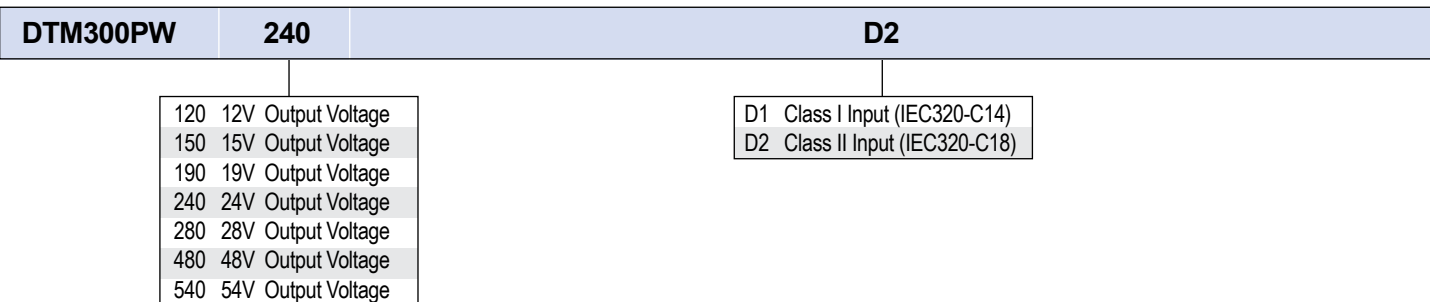 DTM300PW 240 D2
120 12V Output Voltage
150 15V Output Voltage
190 19V Output Voltage
240 24V Output Voltage
280 28V Output Voltage
480 48V Output Voltage
540 54V Output Voltage
D1 Class I Input (IEC320-C14)
D2 Class II Input (IEC320-C18)